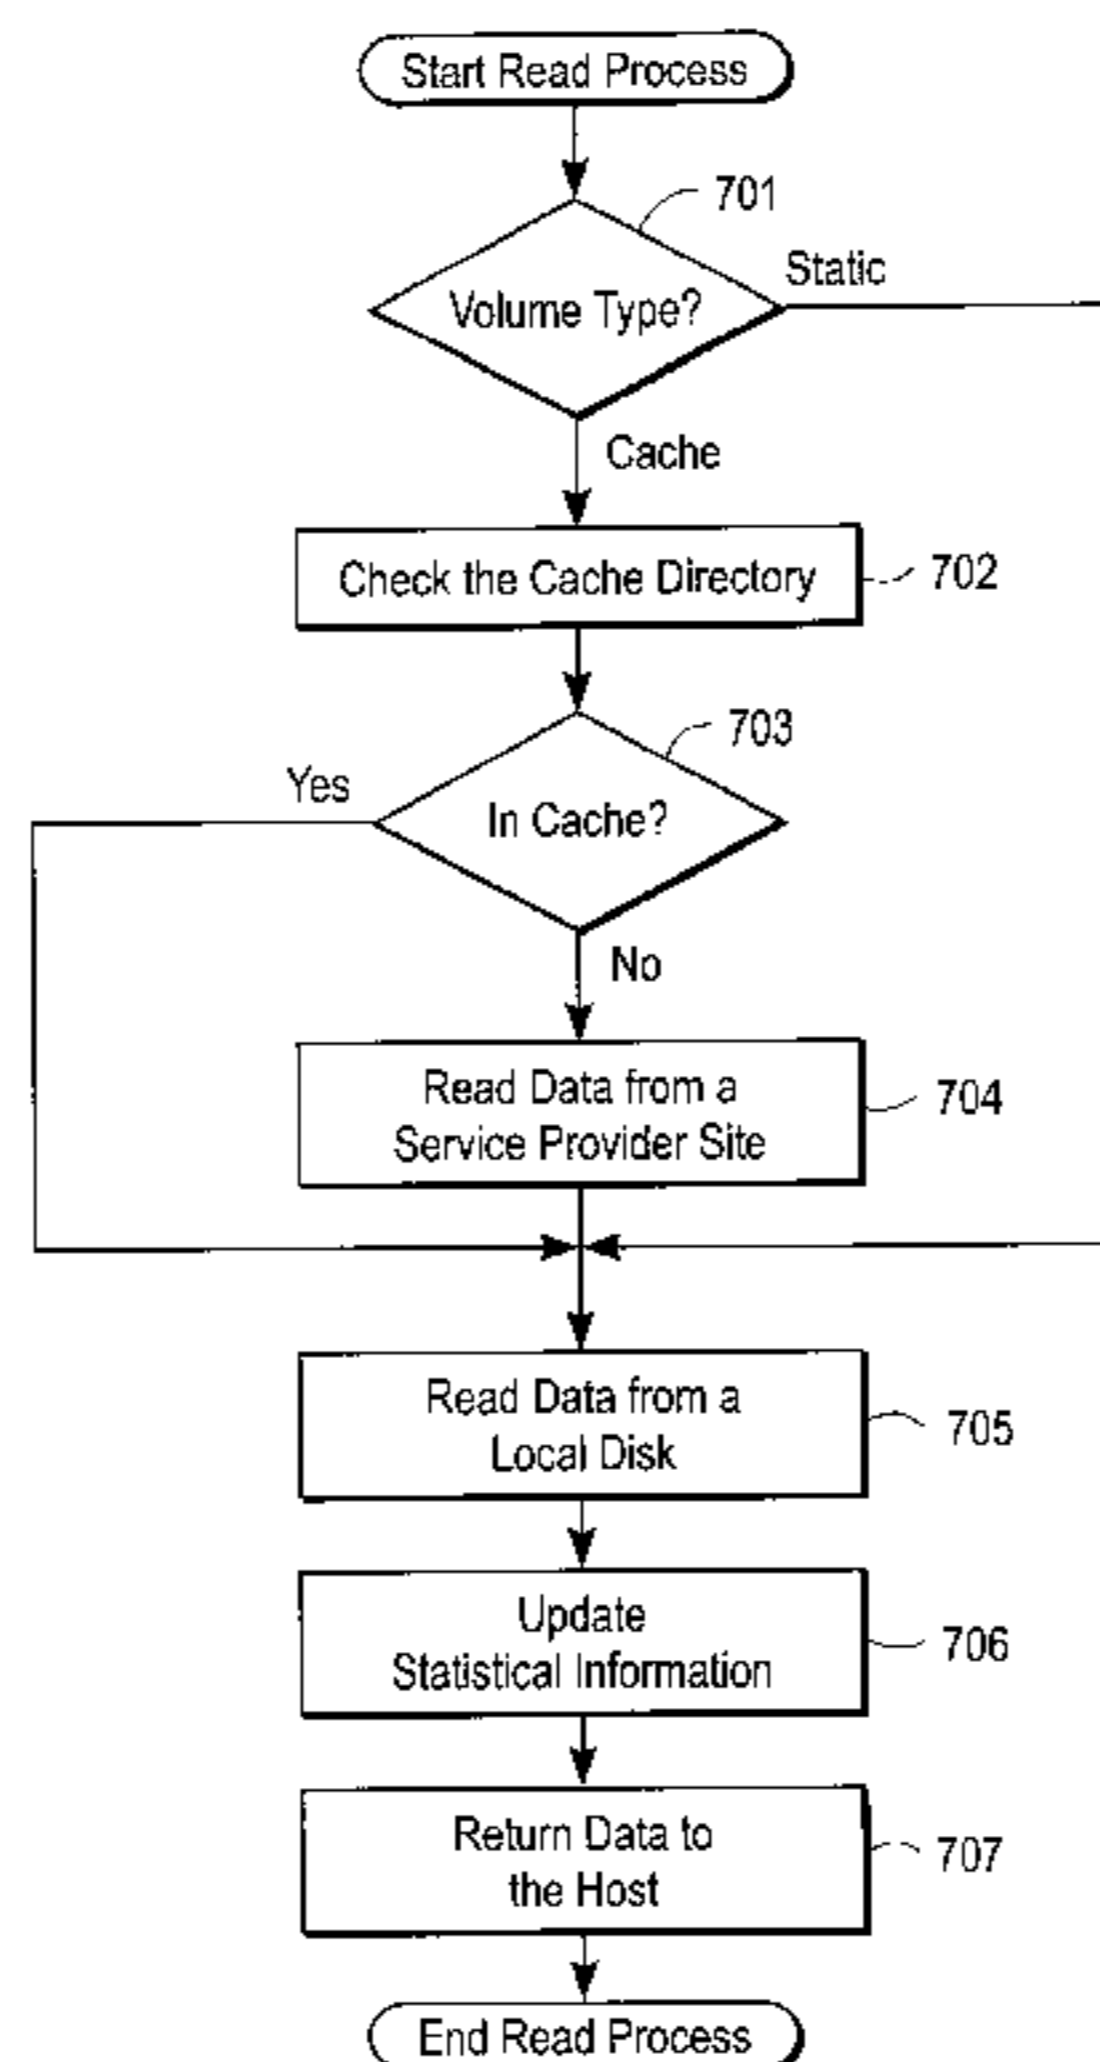 Start Read Process
701
Static
Volume Type?
Cache
Check the Cache Directory
702
703
Yes
In Cache?
No
Read Data from a
Service Provider Site
704
Read Data from a
Local Disk
705
Update
Statistical Information
706
Return Data to
the Host
707
End Read Process